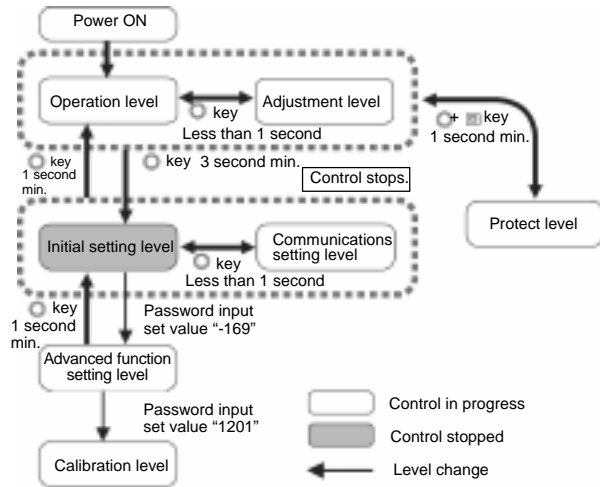 Power ON
Operation level
Adjustment level
key
Less than 1 second
+ key
1 second min.
key
1 second
min.
key 3 second min.
Control stops.
Protect level
Initial setting level
Communications
setting level
key
Less than 1 second
key
1 second
min.
Password input
set value “-169”
Advanced function
setting level
Password input
set value “1201”
Calibration level
Control in progress
Control stopped
Level change